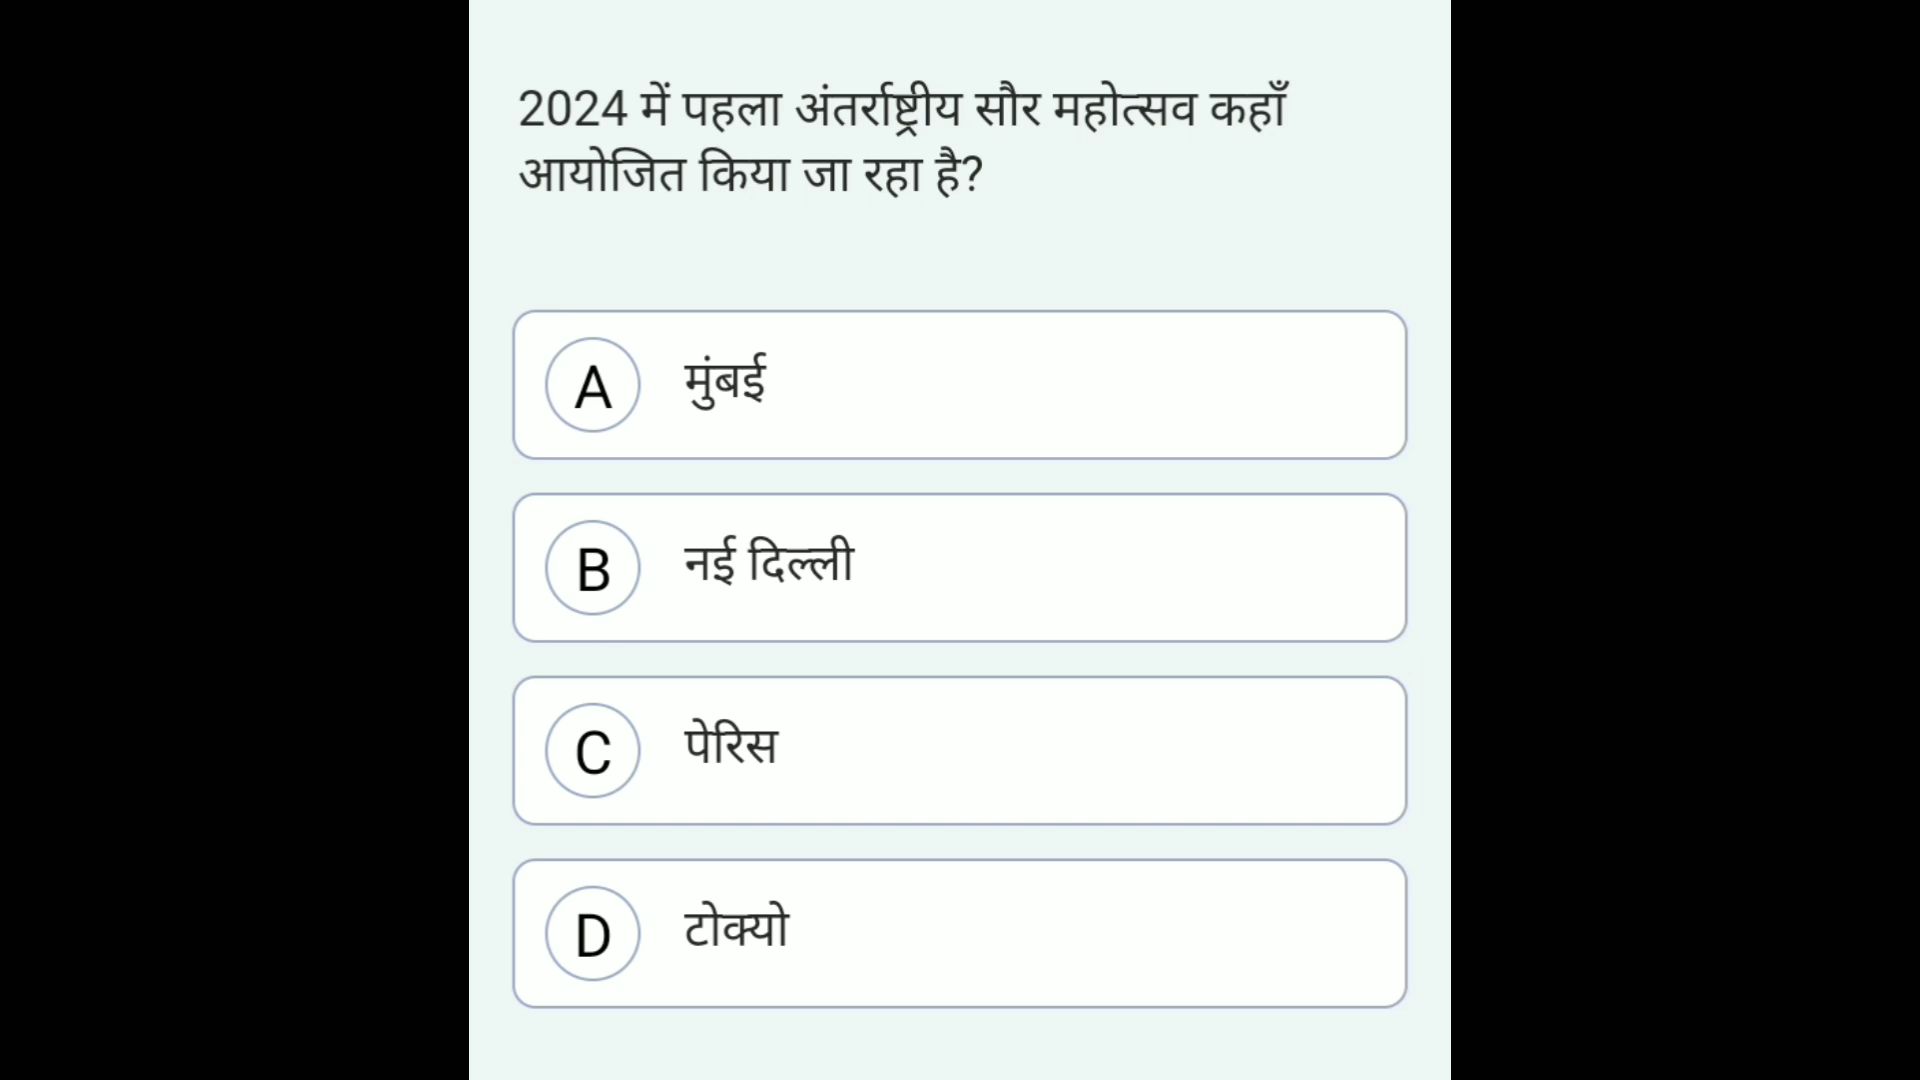 2024 में पहला अंतर्राष्ट्रीय सौर महोत्सव कहाँ
आयोजित किया जा रहा है?
A मुंबई
B नई दिल्ली
C पेरिस
D टोक्यो